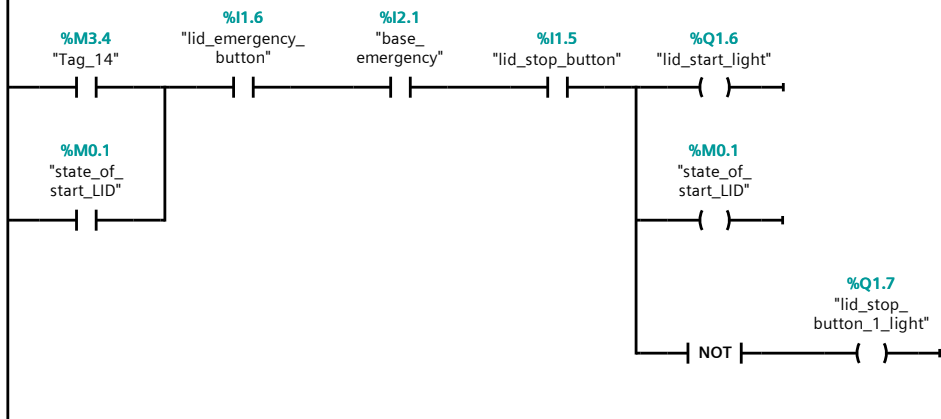 %M3.4
"Tag_14"
%I1.6
"lid_emergency_
button"
%I2.1
"base_
emergency"
%I1.5
"lid_stop_button"
%Q1.6
"lid_start_light"
%M0.1
"state_of_
start_LID"
%M0.1
"state_of_
start_LID"
NOT
%Q1.7
"lid_stop_
button_1_light"